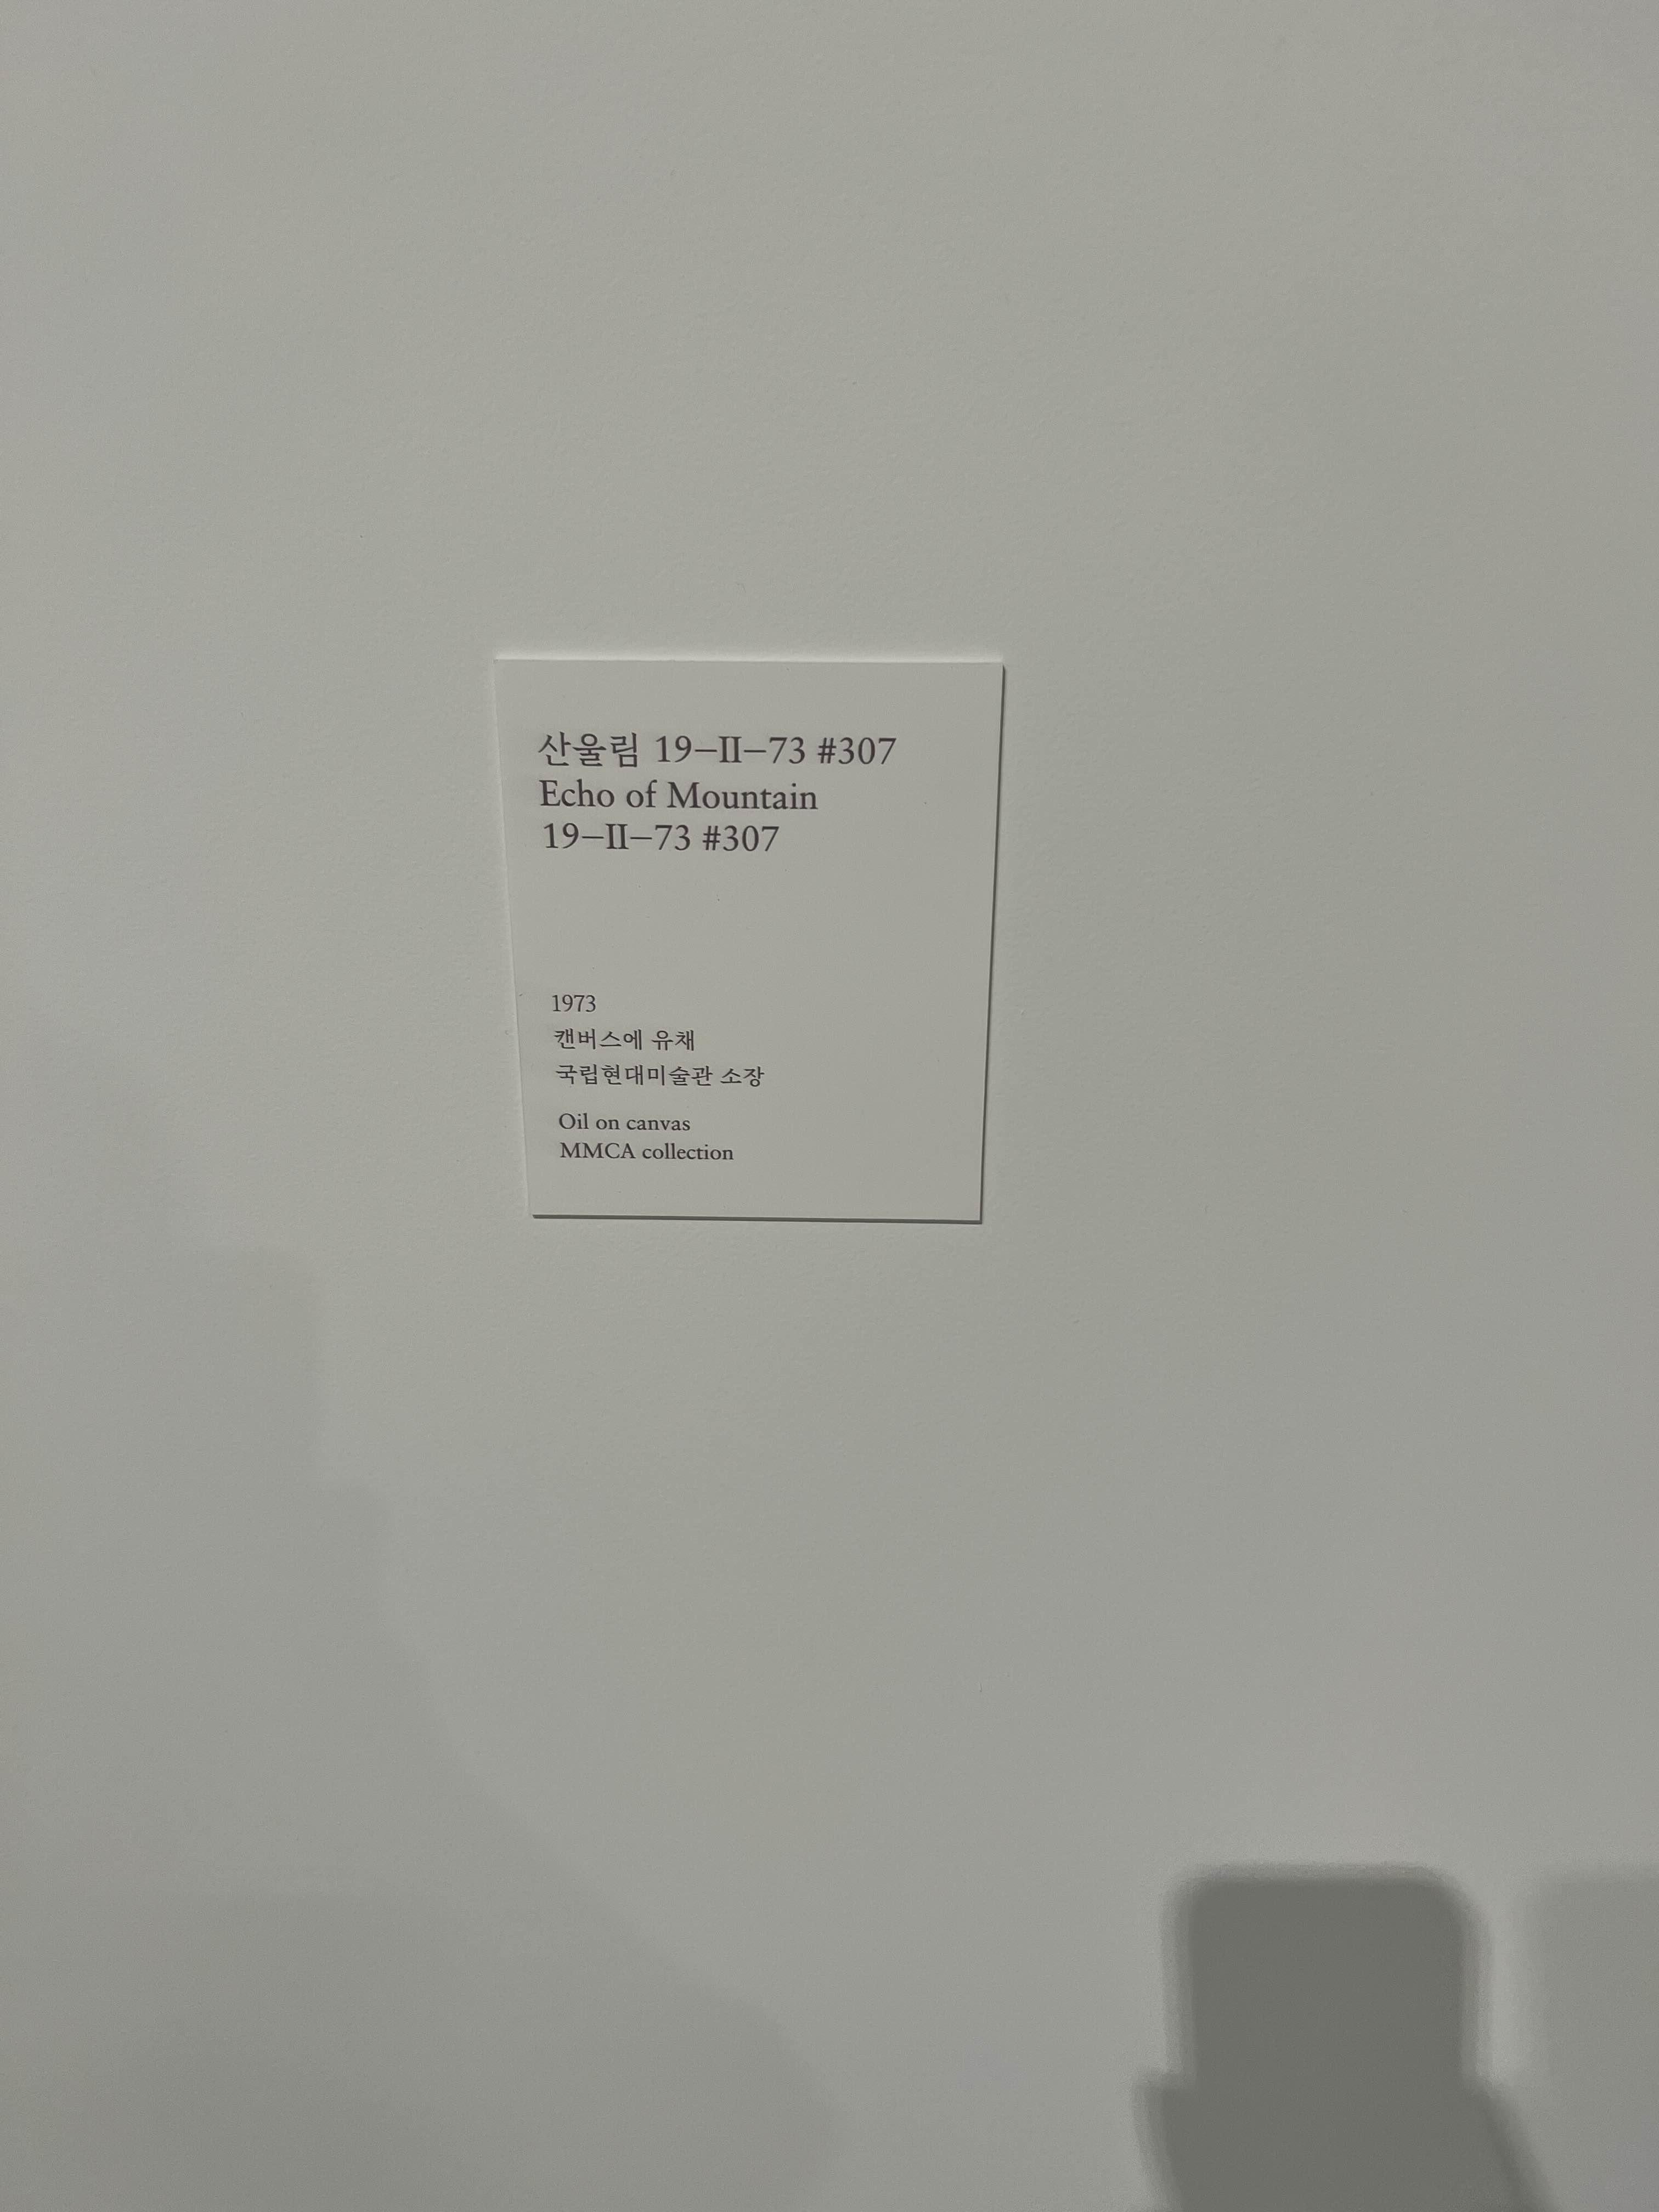 산울림 19–II–73 #307
Echo of Mountain
19–II–73 #307
1973
캔버스에 유채
국립현대미술관 소장
Oil on canvas
MMCA collection